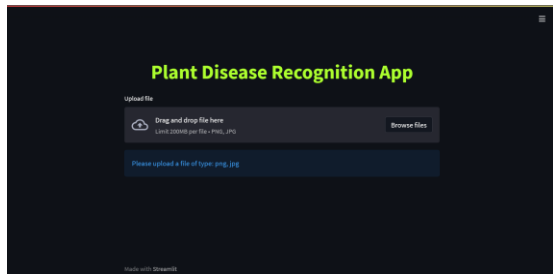 Plant Disease Recognition App
Upload file
Drag and drop file here
Limit 200MB per file • PNG, JPG
Browse files
Please upload a file of type: png, jpg
Made with Streamlit